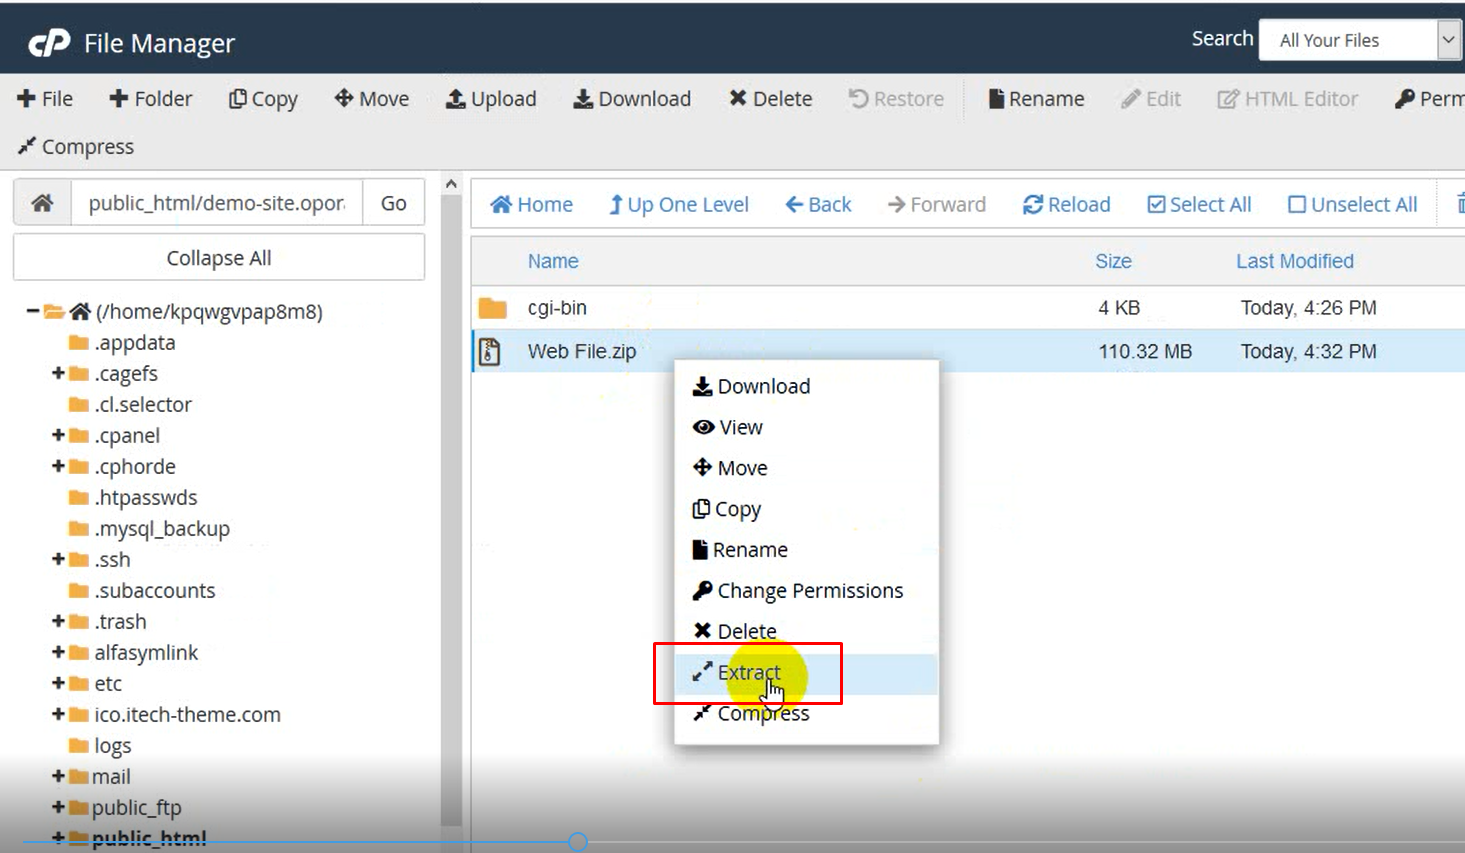 cP File Manager
Search All Your Files
File Folder Copy Move Upload Download Delete Restore Rename Edit HTML Editor Perm
Compress
public_html/demo-site.opor Go
Home Up One Level Back Forward Reload Select All Unselect All
Collapse All
Name Size Last Modified
(/home/kpqwgvpap8m8)
.appdata
.cagefs
.cl.selector
.cpanel
.cphorde
.htpasswds
.mysql_backup
.ssh
.subaccounts
.trash
alfasymlink
etc
ico.itech-theme.com
logs
mail
public_ftp
public_html
cgi-bin 4 KB Today, 4:26 PM
Web File.zip 110.32 MB Today, 4:32 PM
Download
View
Move
Copy
Rename
Change Permissions
Delete
Extract
Compress